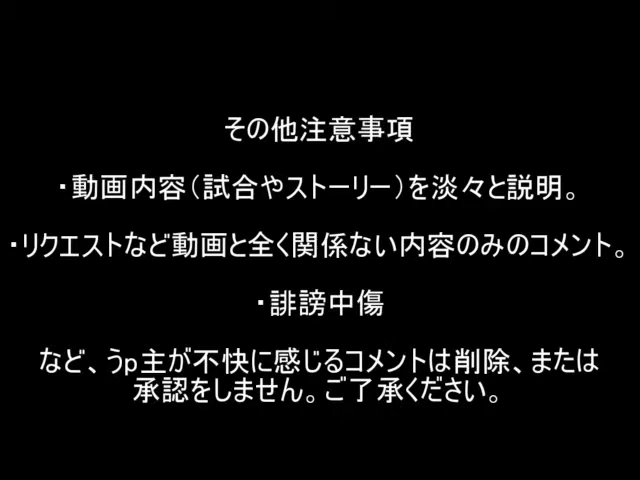 その他注意事項
・動画内容（試合やストーリー）を淡々と説明。
・リクエストなど動画と全く関係ない内容のみのコメント。
・誹謗中傷
など、うp主が不快に感じるコメントは削除、または
承認をしません。ご了承ください。